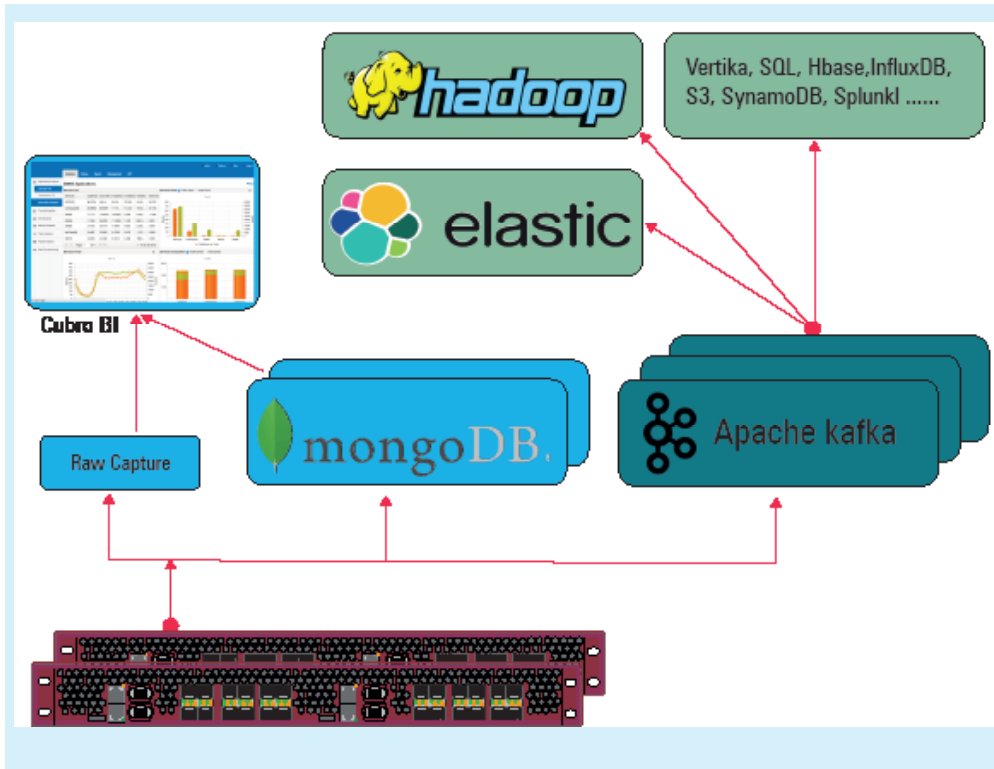 hadoop
Vertika, SQL, Hbase,InfluxDB,
S3, SynamoDB, Splunkl ......
elastic
Cubro BI
mongoDB.
Apache kafka
Raw Capture